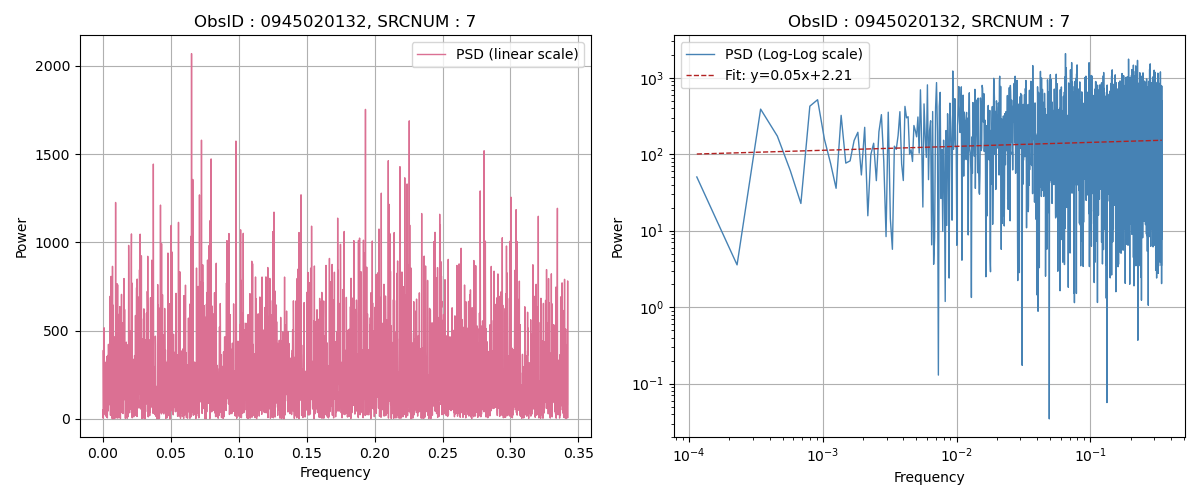 ObsID : 0945020132, SRCNUM : 7
PSD (linear scale)
Power
2000
1500
1000
500
0
0.00 0.05 0.10 0.15 0.20 0.25 0.30 0.35
Frequency
ObsID : 0945020132, SRCNUM : 7
PSD (Log-Log scale)
Fit: y=0.05x+2.21
Power
10³
10²
10¹
10⁰
10⁻¹
10⁻⁴ 10⁻³ 10⁻² 10⁻¹
Frequency